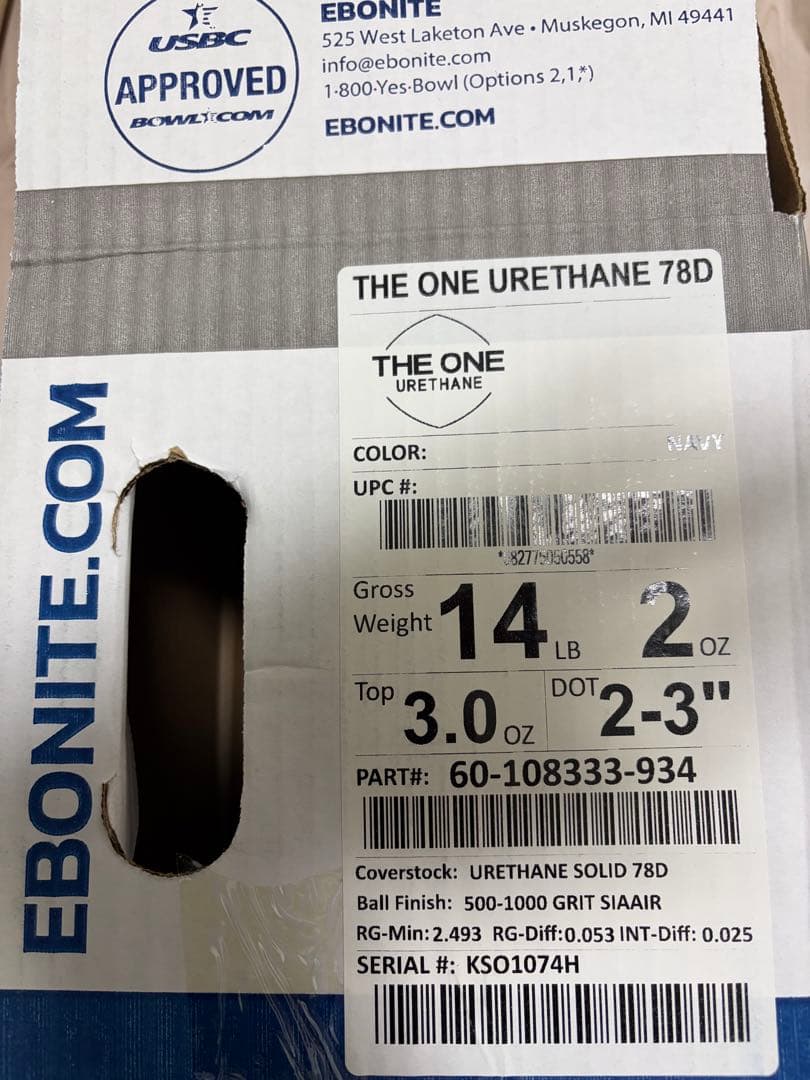 USBC
APPROVED
BOWL.COM
EBONITE
525 West Laketon Ave • Muskegon, MI 49441
info@ebonite.com
1-800-Yes-Bowl (Options 2,1,*)
EBONITE.COM
EBONITE.COM
THE ONE URETHANE 78D
THE ONE
URETHANE
COLOR: NAVY
UPC #:
Gross
Weight 14 LB 2 OZ
Top 3.0 OZ DOT 2-3"
PART#: 60-108333-934
Coverstock: URETHANE SOLID 78D
Ball Finish: 500-1000 GRIT SIAAIR
RG-Min: 2.493 RG-Diff: 0.053 INT-Diff: 0.025
SERIAL #: KSO1074H